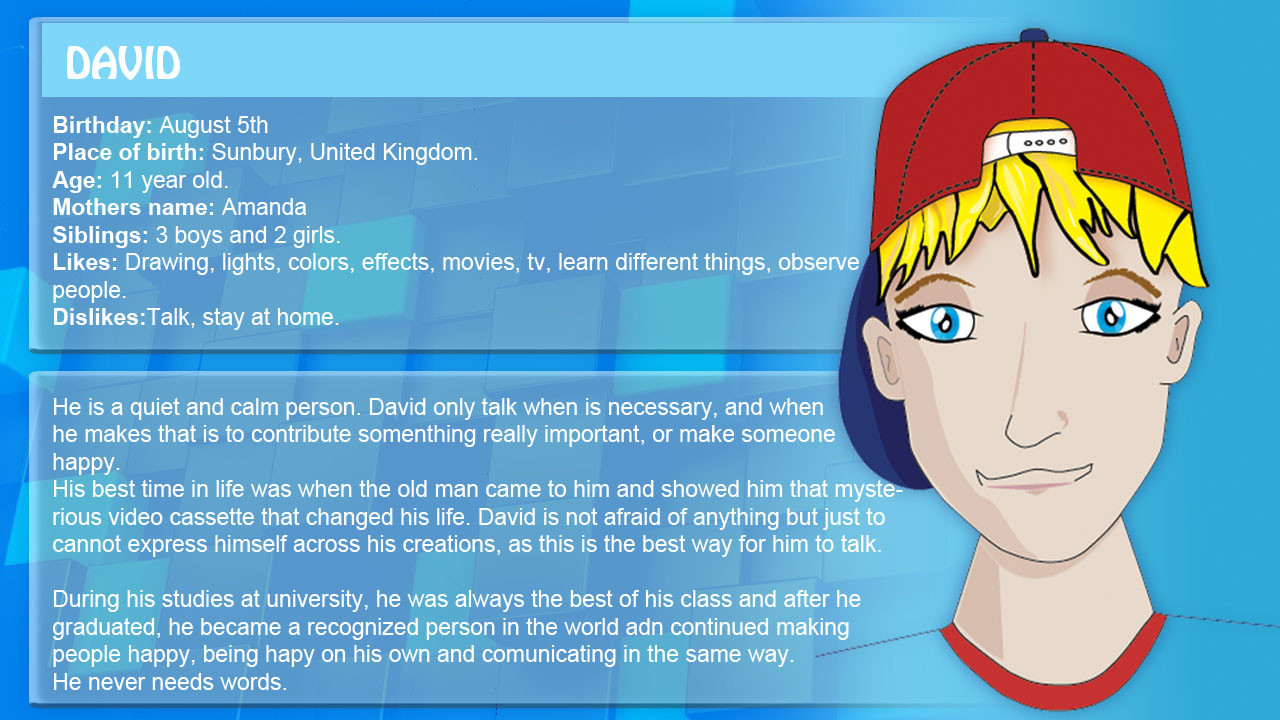 DAVID
Birthday: August 5th
Place of birth: Sunbury, United Kingdom.
Age: 11 year old.
Mothers name: Amanda
Siblings: 3 boys and 2 girls.
Likes: Drawing, lights, colors, effects, movies, tv, learn different things, observe
people.
Dislikes:Talk, stay at home.
He is a quiet and calm person. David only talk when is necessary, and when
he makes that is to contribute somenthing really important, or make someone
happy.
His best time in life was when the old man came to him and showed him that myste-
rious video cassette that changed his life. David is not afraid of anything but just to
cannot express himself across his creations, as this is the best way for him to talk.
During his studies at university, he was always the best of his class and after he
graduated, he became a recognized person in the world adn continued making
people happy, being hapy on his own and comunicating in the same way.
He never needs words.